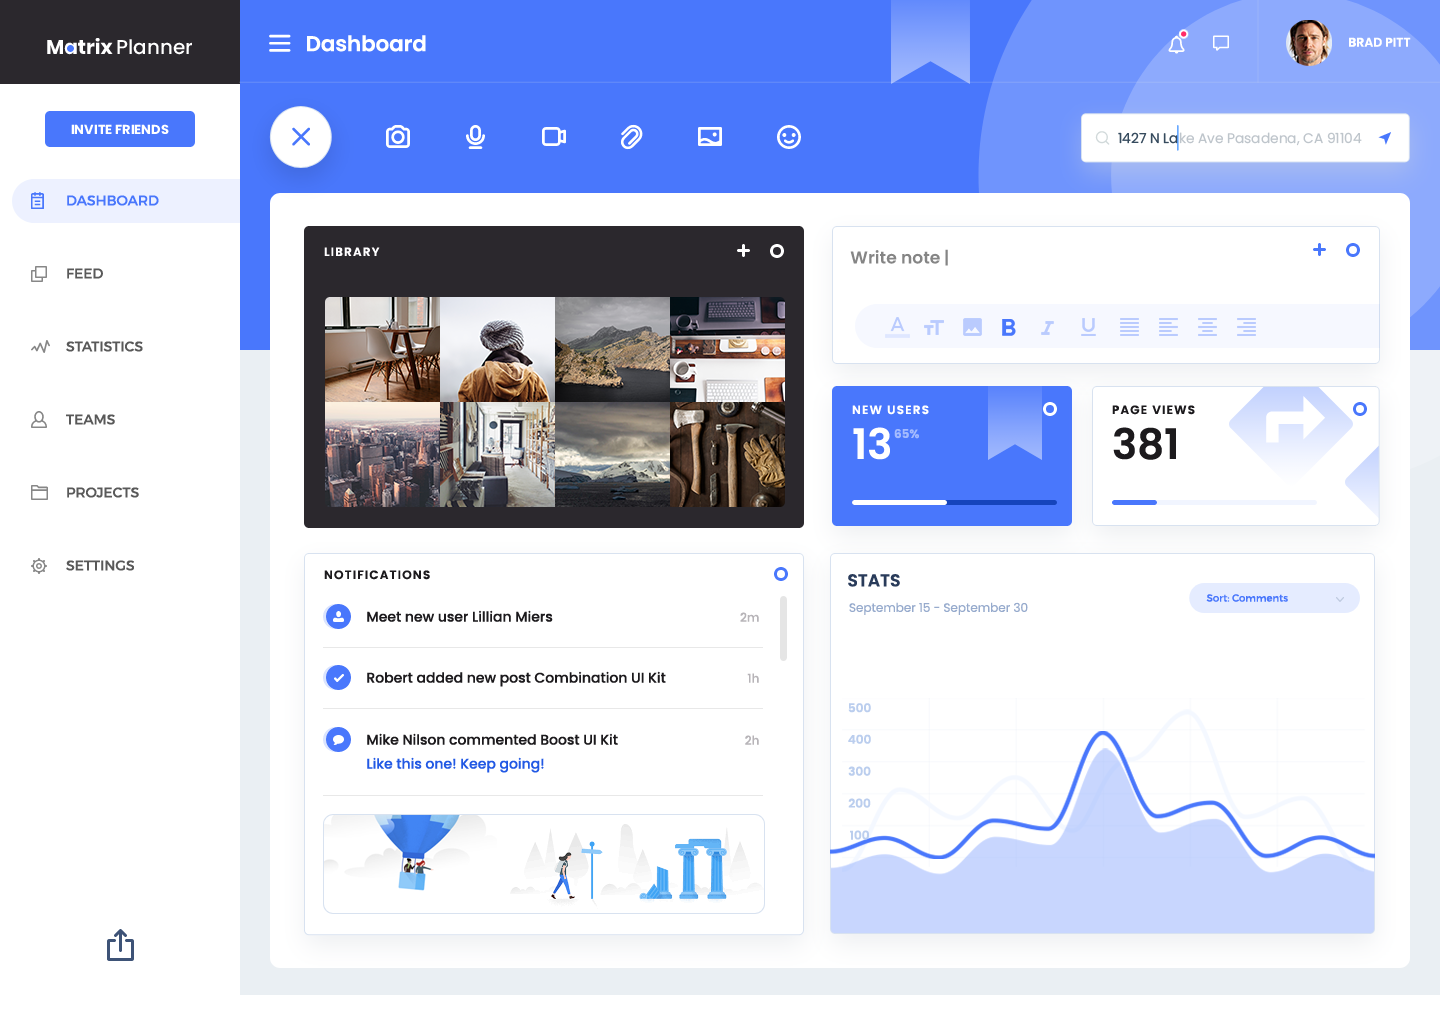 Matrix Planner
Dashboard
BRAD PITT
INVITE FRIENDS
1427 N Lake Ave Pasadena, CA 91104
DASHBOARD
FEED
STATISTICS
TEAMS
PROJECTS
SETTINGS
LIBRARY
Write note |
A
TT
B
I
U
NEW USERS
13 65%
PAGE VIEWS
381
NOTIFICATIONS
Meet new user Lillian Miers 2m
Robert added new post Combination UI Kit 1h
Mike Nilson commented Boost UI Kit 2h
Like this one! Keep going!
STATS
September 15 - September 30
Sort: Comments
500
400
300
200
100